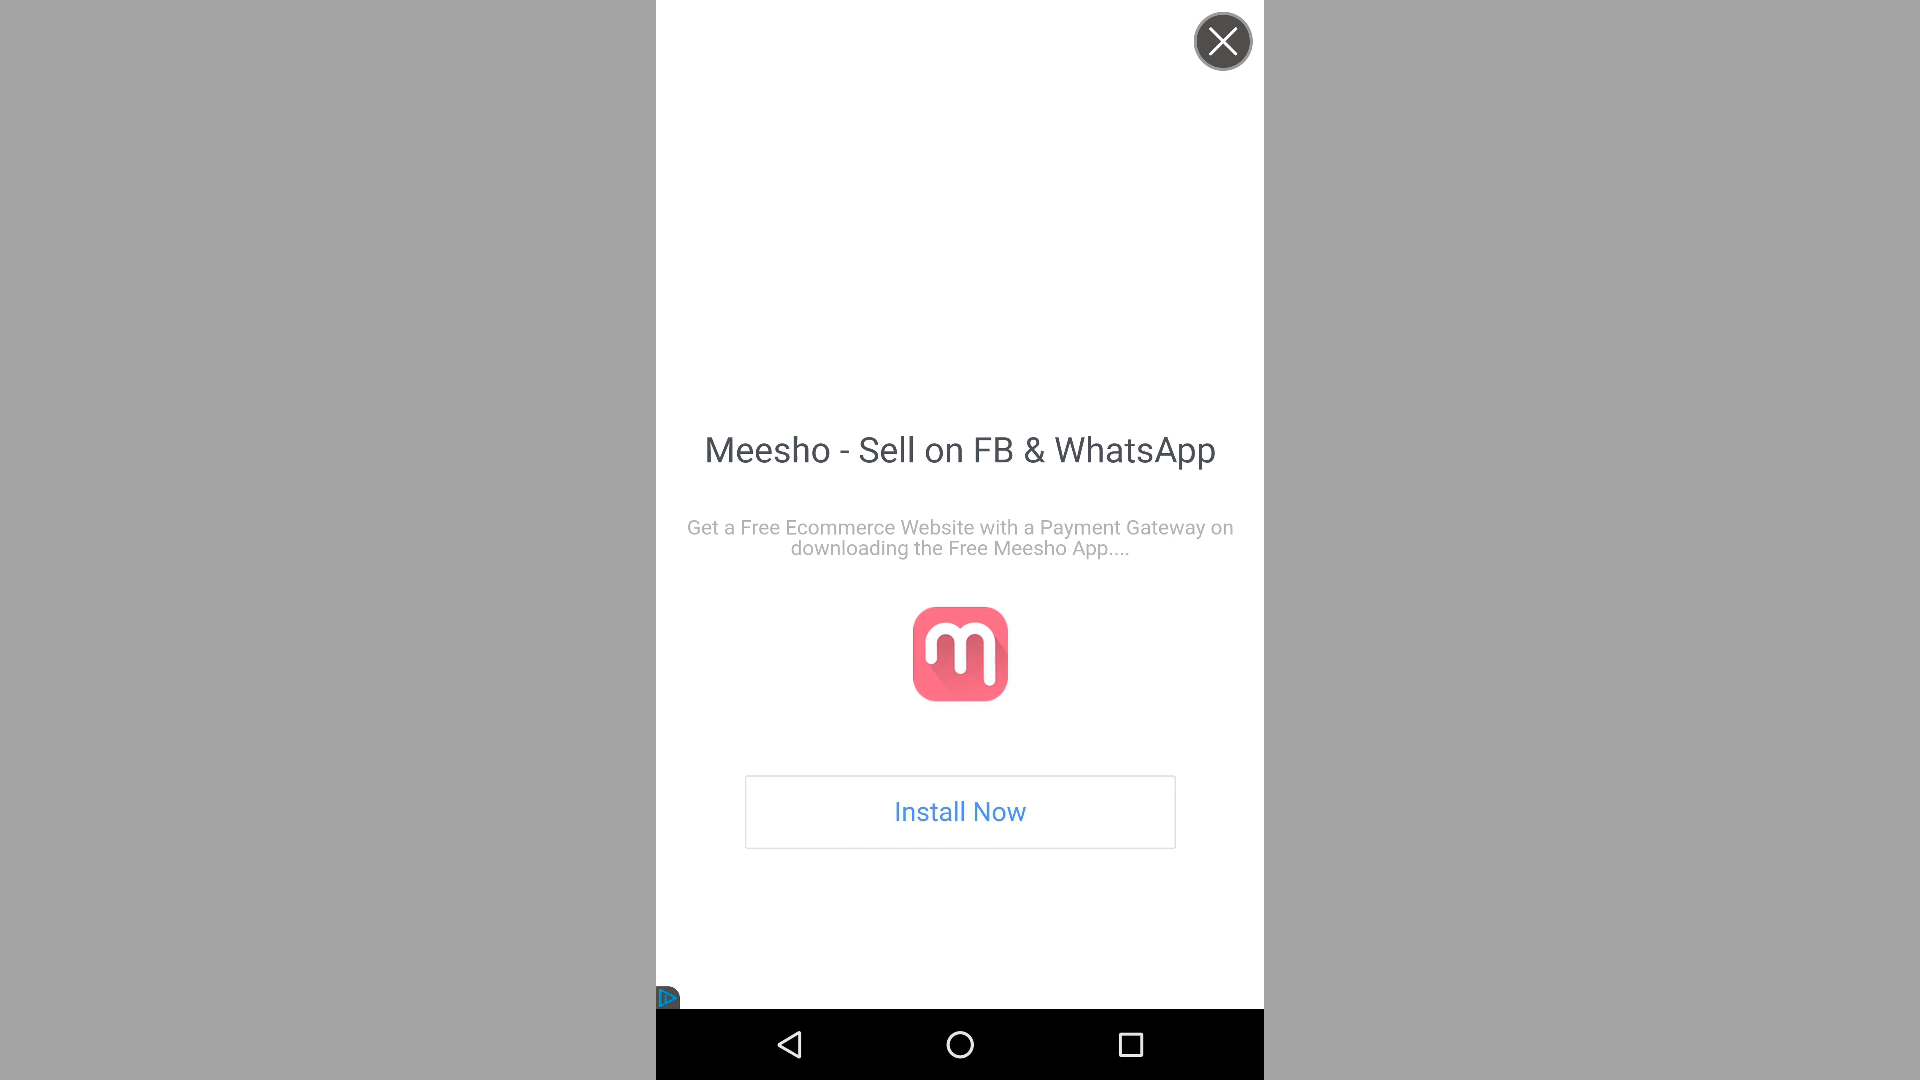 Meesho - Sell on FB & WhatsApp
Get a Free Ecommerce Website with a Payment Gateway on
downloading the Free Meesho App....
m
Install Now